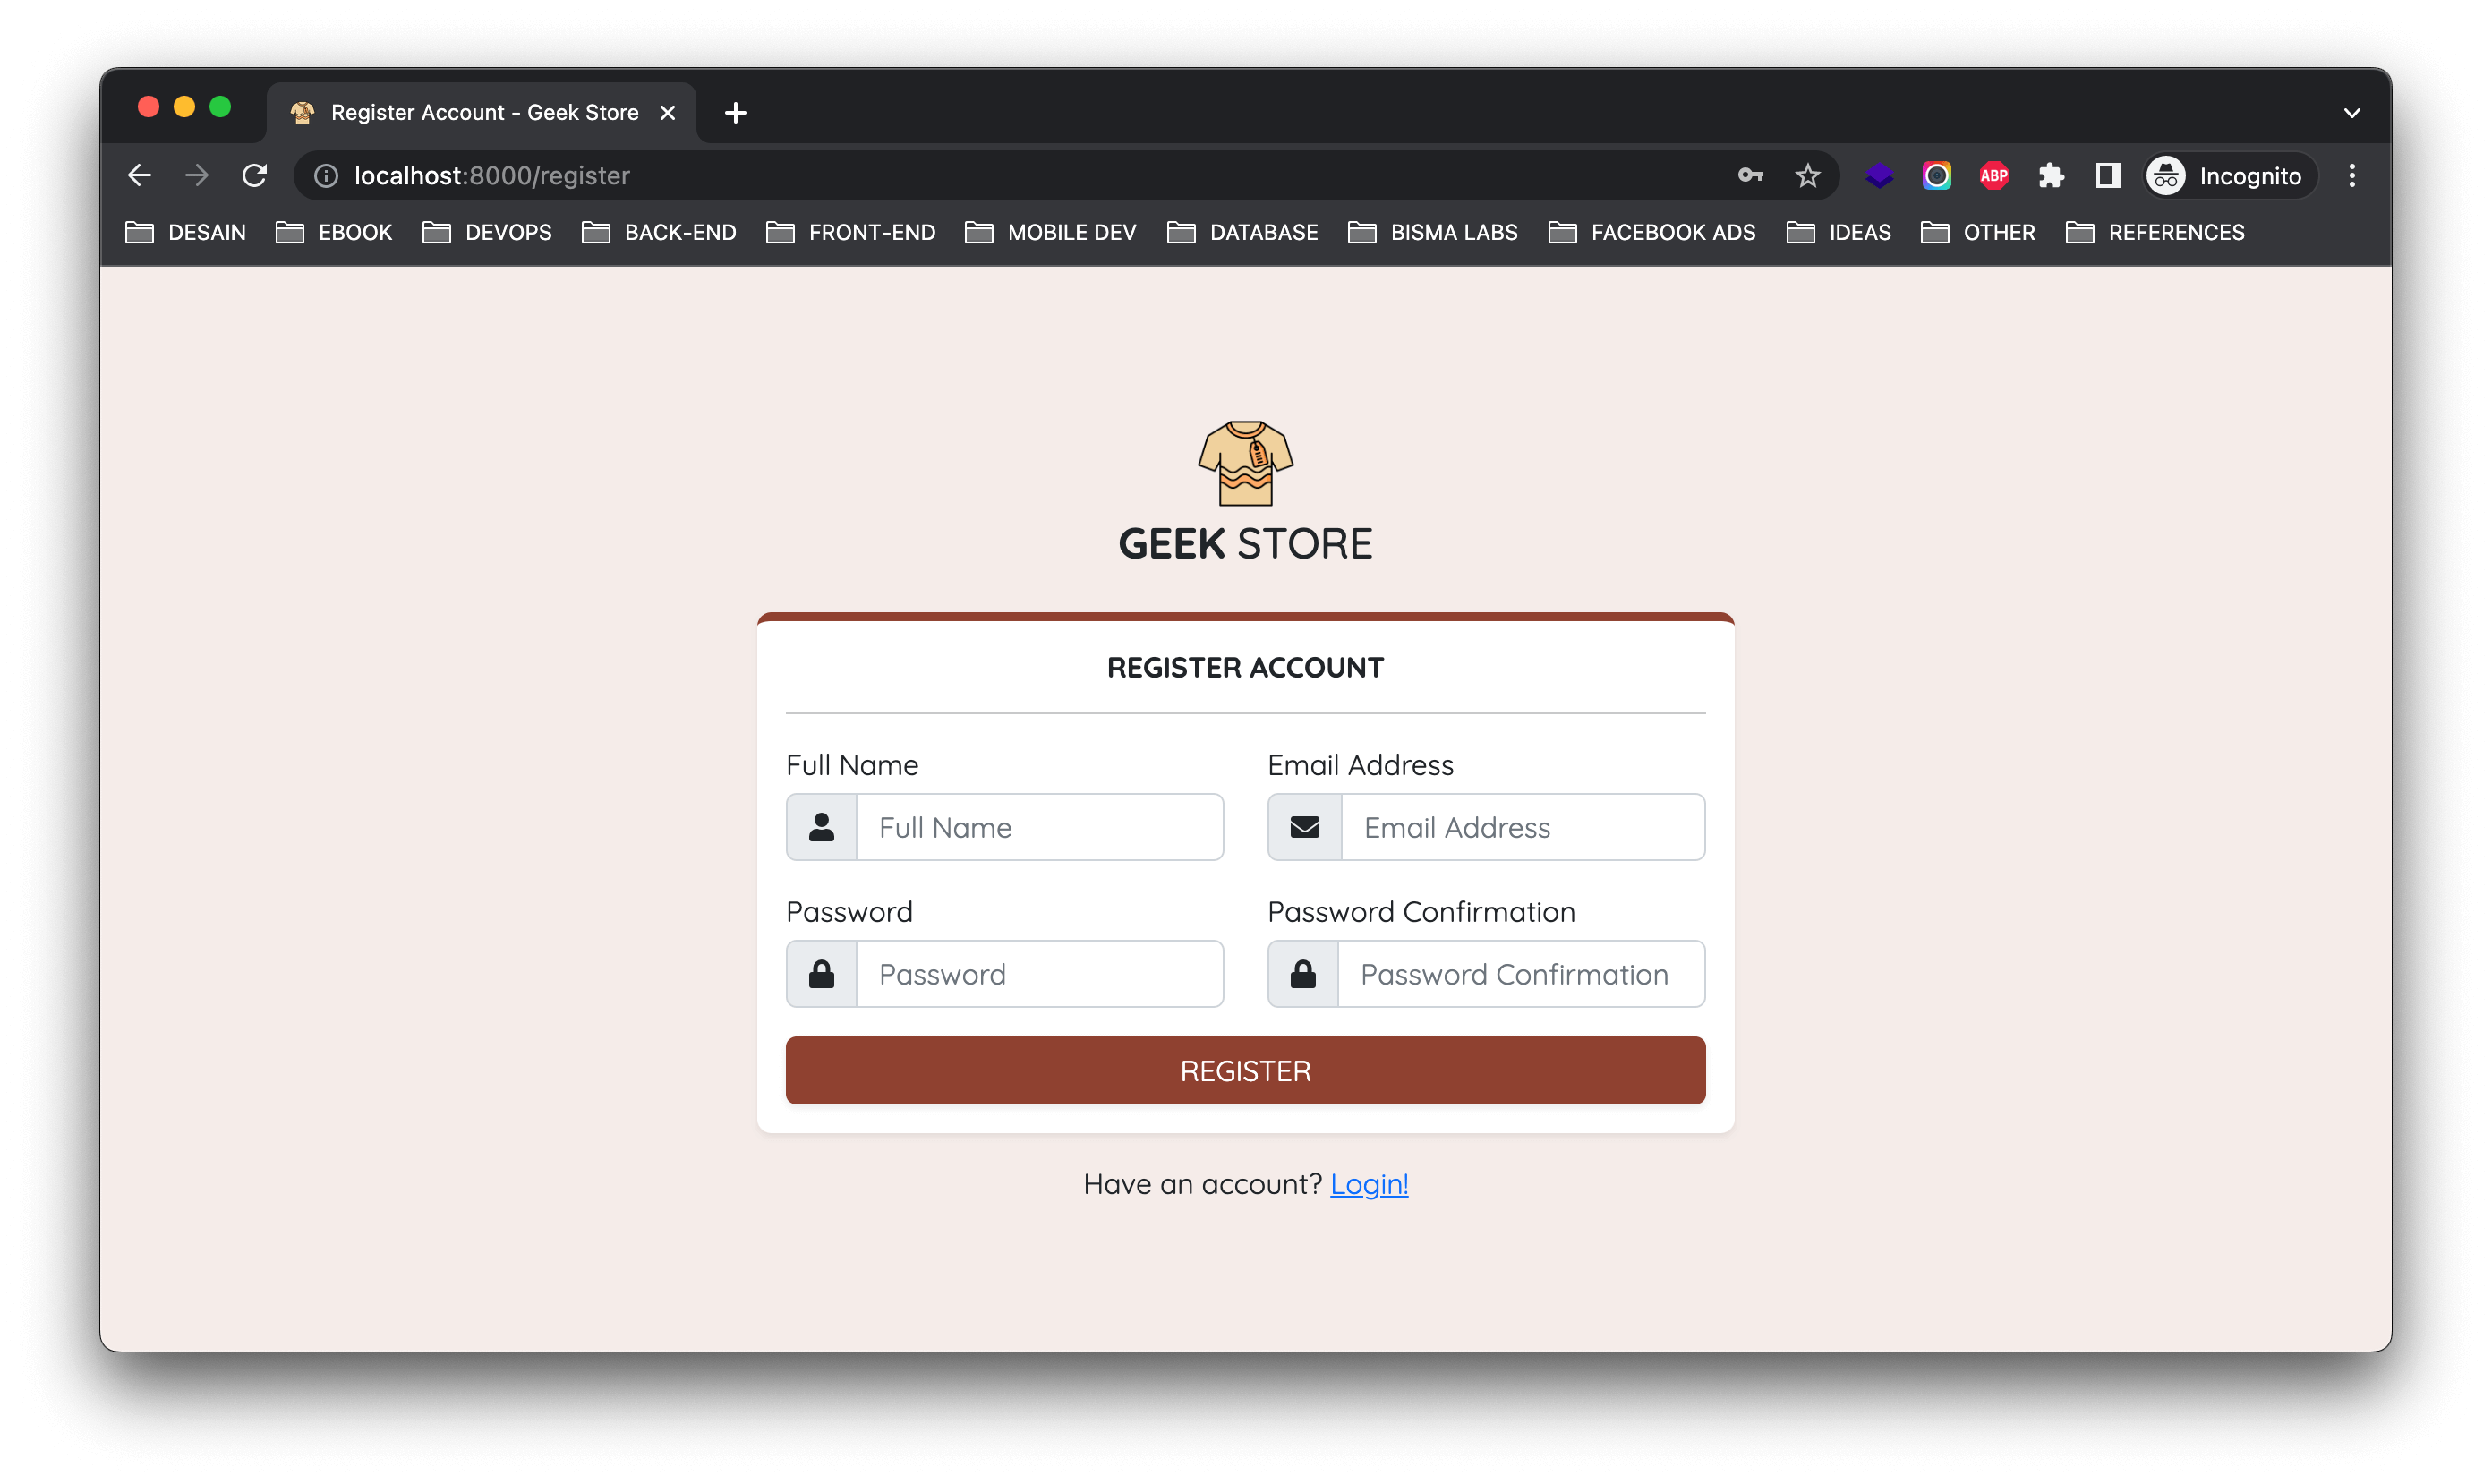 Register Account - Geek Store
localhost:8000/register
ABP
Incognito
DESAIN EBOOK DEVOPS BACK-END FRONT-END MOBILE DEV DATABASE BISMA LABS FACEBOOK ADS IDEAS OTHER REFERENCES
GEEK STORE
REGISTER ACCOUNT
Full Name Email Address
Full Name Email Address
Password Password Confirmation
Password Password Confirmation
REGISTER
Have an account? Login!